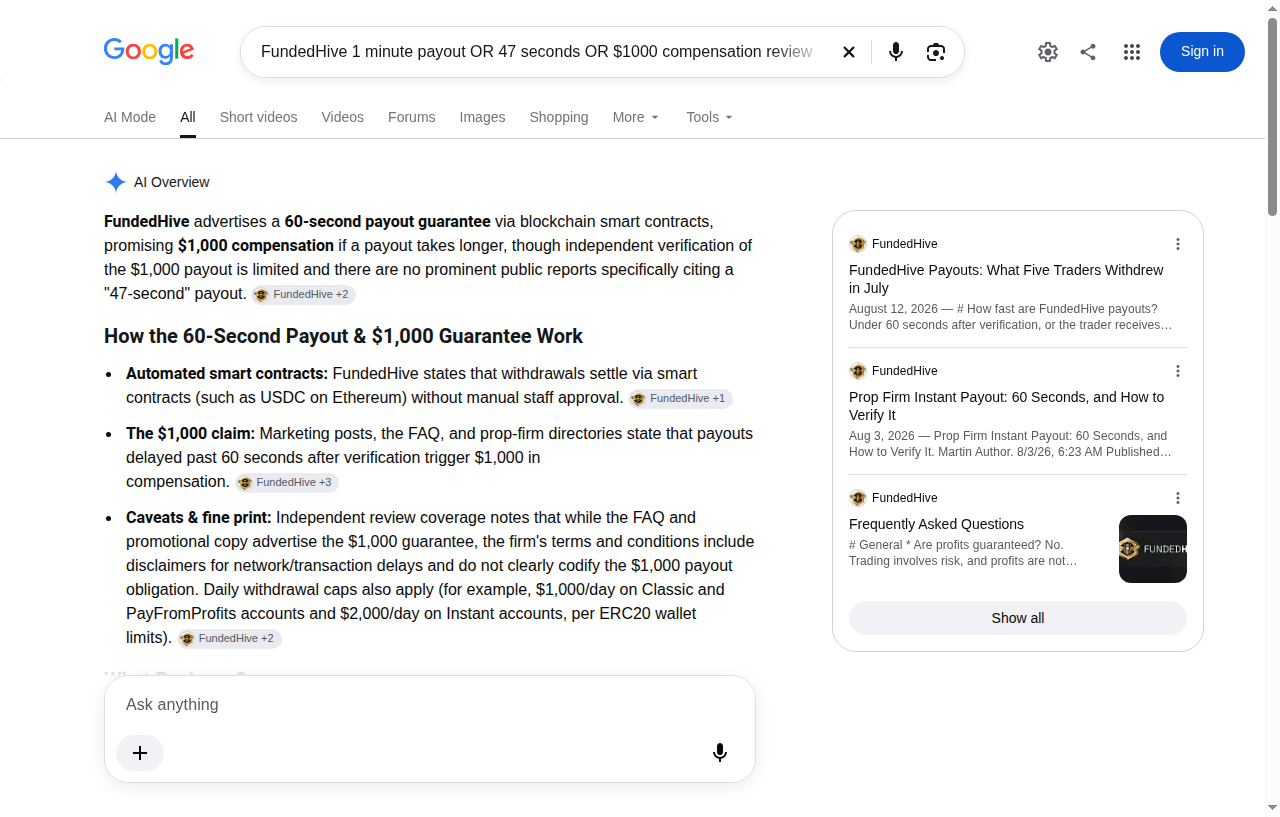 Google
FundedHive 1 minute payout OR 47 seconds OR $1000 compensation review
Sign in
AI Mode
All
Short videos
Videos
Forums
Images
Shopping
More
Tools
AI Overview
FundedHive advertises a 60-second payout guarantee via blockchain smart contracts,
promising $1,000 compensation if a payout takes longer, though independent verification of
the $1,000 payout is limited and there are no prominent public reports specifically citing a
"47-second" payout. FundedHive +2
How the 60-Second Payout & $1,000 Guarantee Work
• Automated smart contracts: FundedHive states that withdrawals settle via smart
contracts (such as USDC on Ethereum) without manual staff approval. FundedHive +1
• The $1,000 claim: Marketing posts, the FAQ, and prop-firm directories state that payouts
delayed past 60 seconds after verification trigger $1,000 in
compensation. FundedHive +3
• Caveats & fine print: Independent review coverage notes that while the FAQ and
promotional copy advertise the $1,000 guarantee, the firm's terms and conditions include
disclaimers for network/transaction delays and do not clearly codify the $1,000 payout
obligation. Daily withdrawal caps also apply (for example, $1,000/day on Classic and
PayFromProfits accounts and $2,000/day on Instant accounts, per ERC20 wallet
limits). FundedHive +2
Ask anything
FundedHive
FundedHive Payouts: What Five Traders Withdrew
in July
August 12, 2026 — # How fast are FundedHive payouts?
Under 60 seconds after verification, or the trader receives…
FundedHive
Prop Firm Instant Payout: 60 Seconds, and How to
Verify It
Aug 3, 2026 — Prop Firm Instant Payout: 60 Seconds, and
How to Verify It. Martin Author. 8/3/26, 6:23 AM Published…
FundedHive
Frequently Asked Questions
# General * Are profits guaranteed? No.
Trading involves risk, and profits are not…
FUNDEDH
Show all